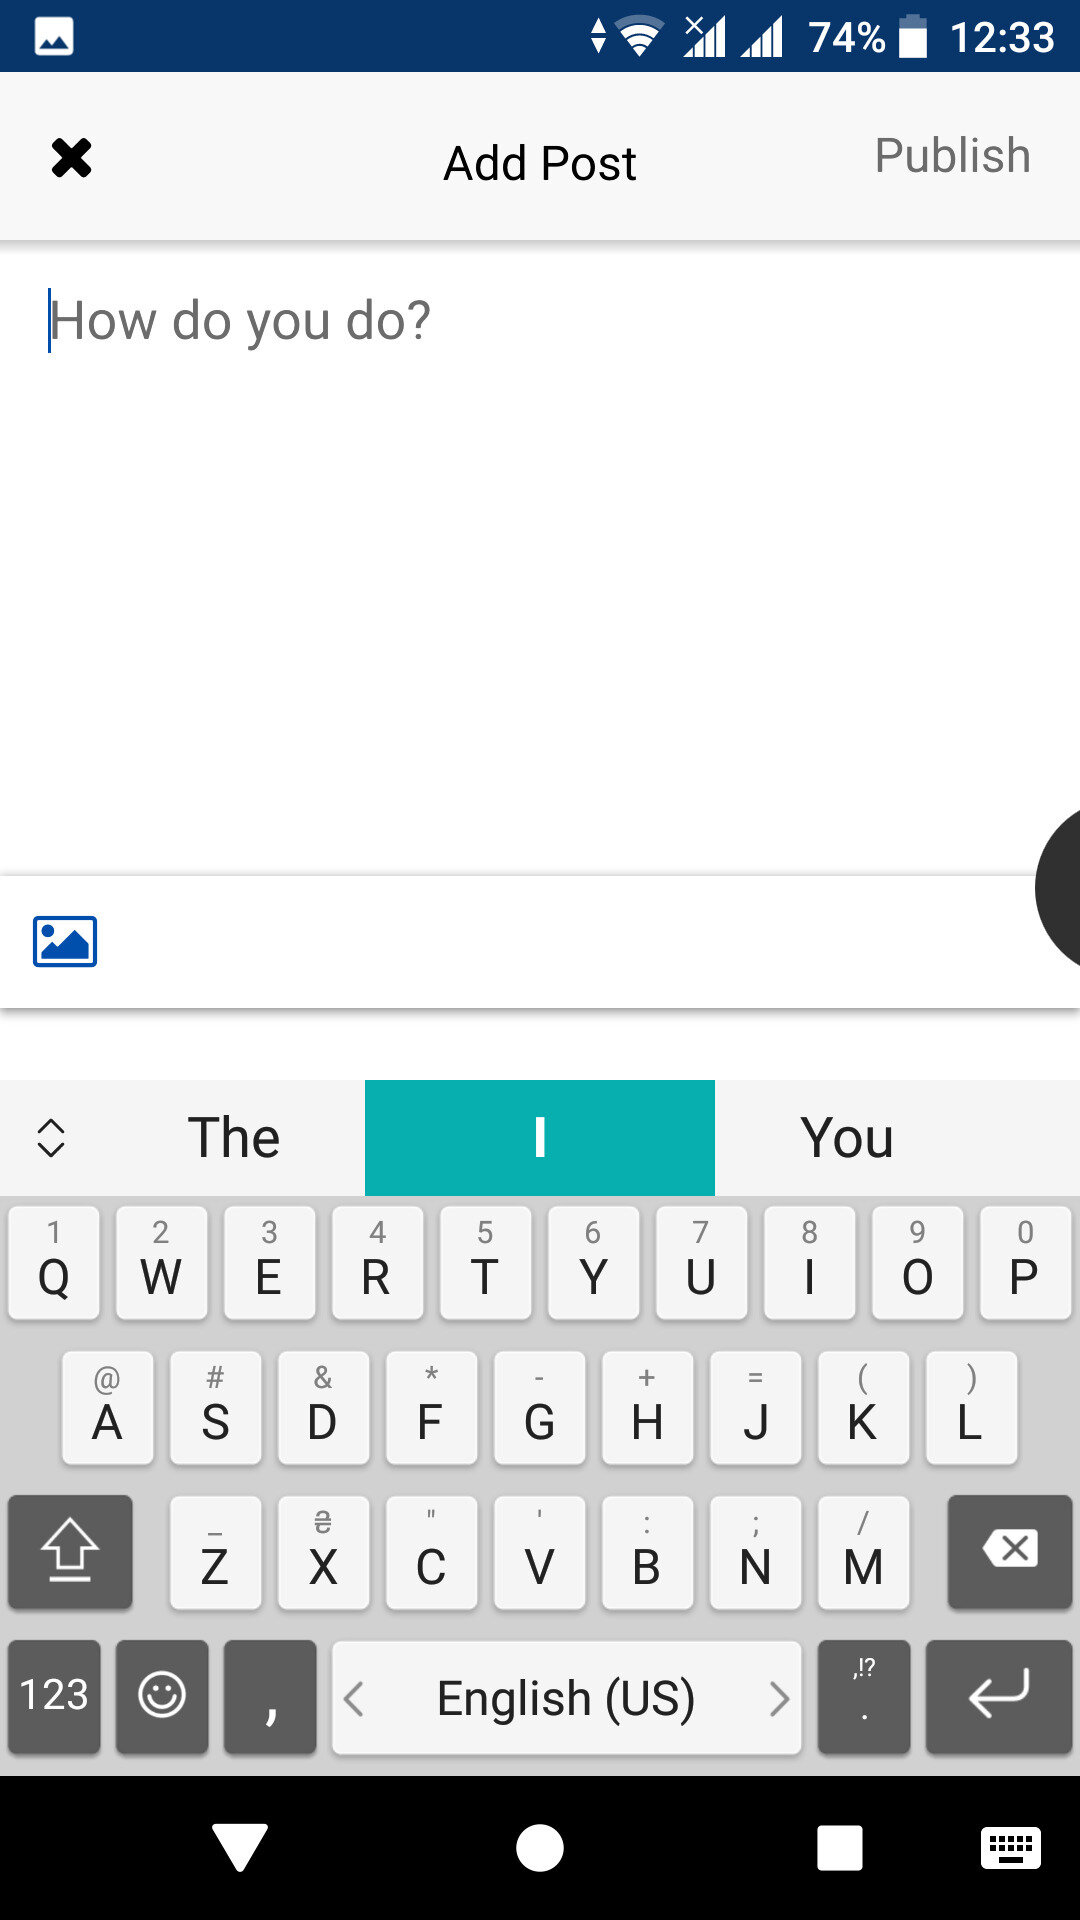 74% 12:33
Add Post Publish
How do you do?
The I You
1 2 3 4 5 6 7 8 9 0
Q W E R T Y U I O P
@ # & * - + = ( )
A S D F G H J K L
_ ₴ " ' : ; /
Z X C V B N M
123 , < English (US) > ,!? .